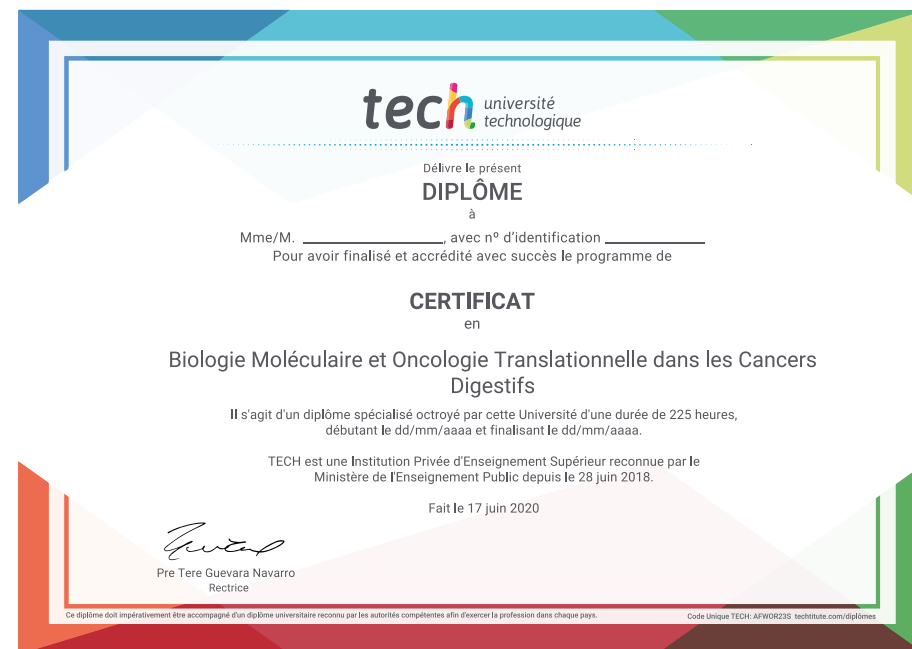 tech université
technologique
Délivre le présent
DIPLÔME
à
Mme/M. ____________________, avec nº d'identification ______________
Pour avoir finalisé et accrédité avec succès le programme de
CERTIFICAT
en
Biologie Moléculaire et Oncologie Translationnelle dans les Cancers
Digestifs
Il s'agit d'un diplôme spécialisé octroyé par cette Université d'une durée de 225 heures,
débutant le dd/mm/aaaa et finalisant le dd/mm/aaaa.
TECH est une Institution Privée d'Enseignement Supérieur reconnue par le
Ministère de l'Enseignement Public depuis le 28 juin 2018.
Fait le 17 juin 2020
Pre Tere Guevara Navarro
Rectrice
Ce diplôme doit impérativement être accompagné d'un diplôme universitaire reconnu par les autorités compétentes afin d'exercer la profession dans chaque pays.
Code Unique TECH: AFWOR23S techtitute.com/diplômes